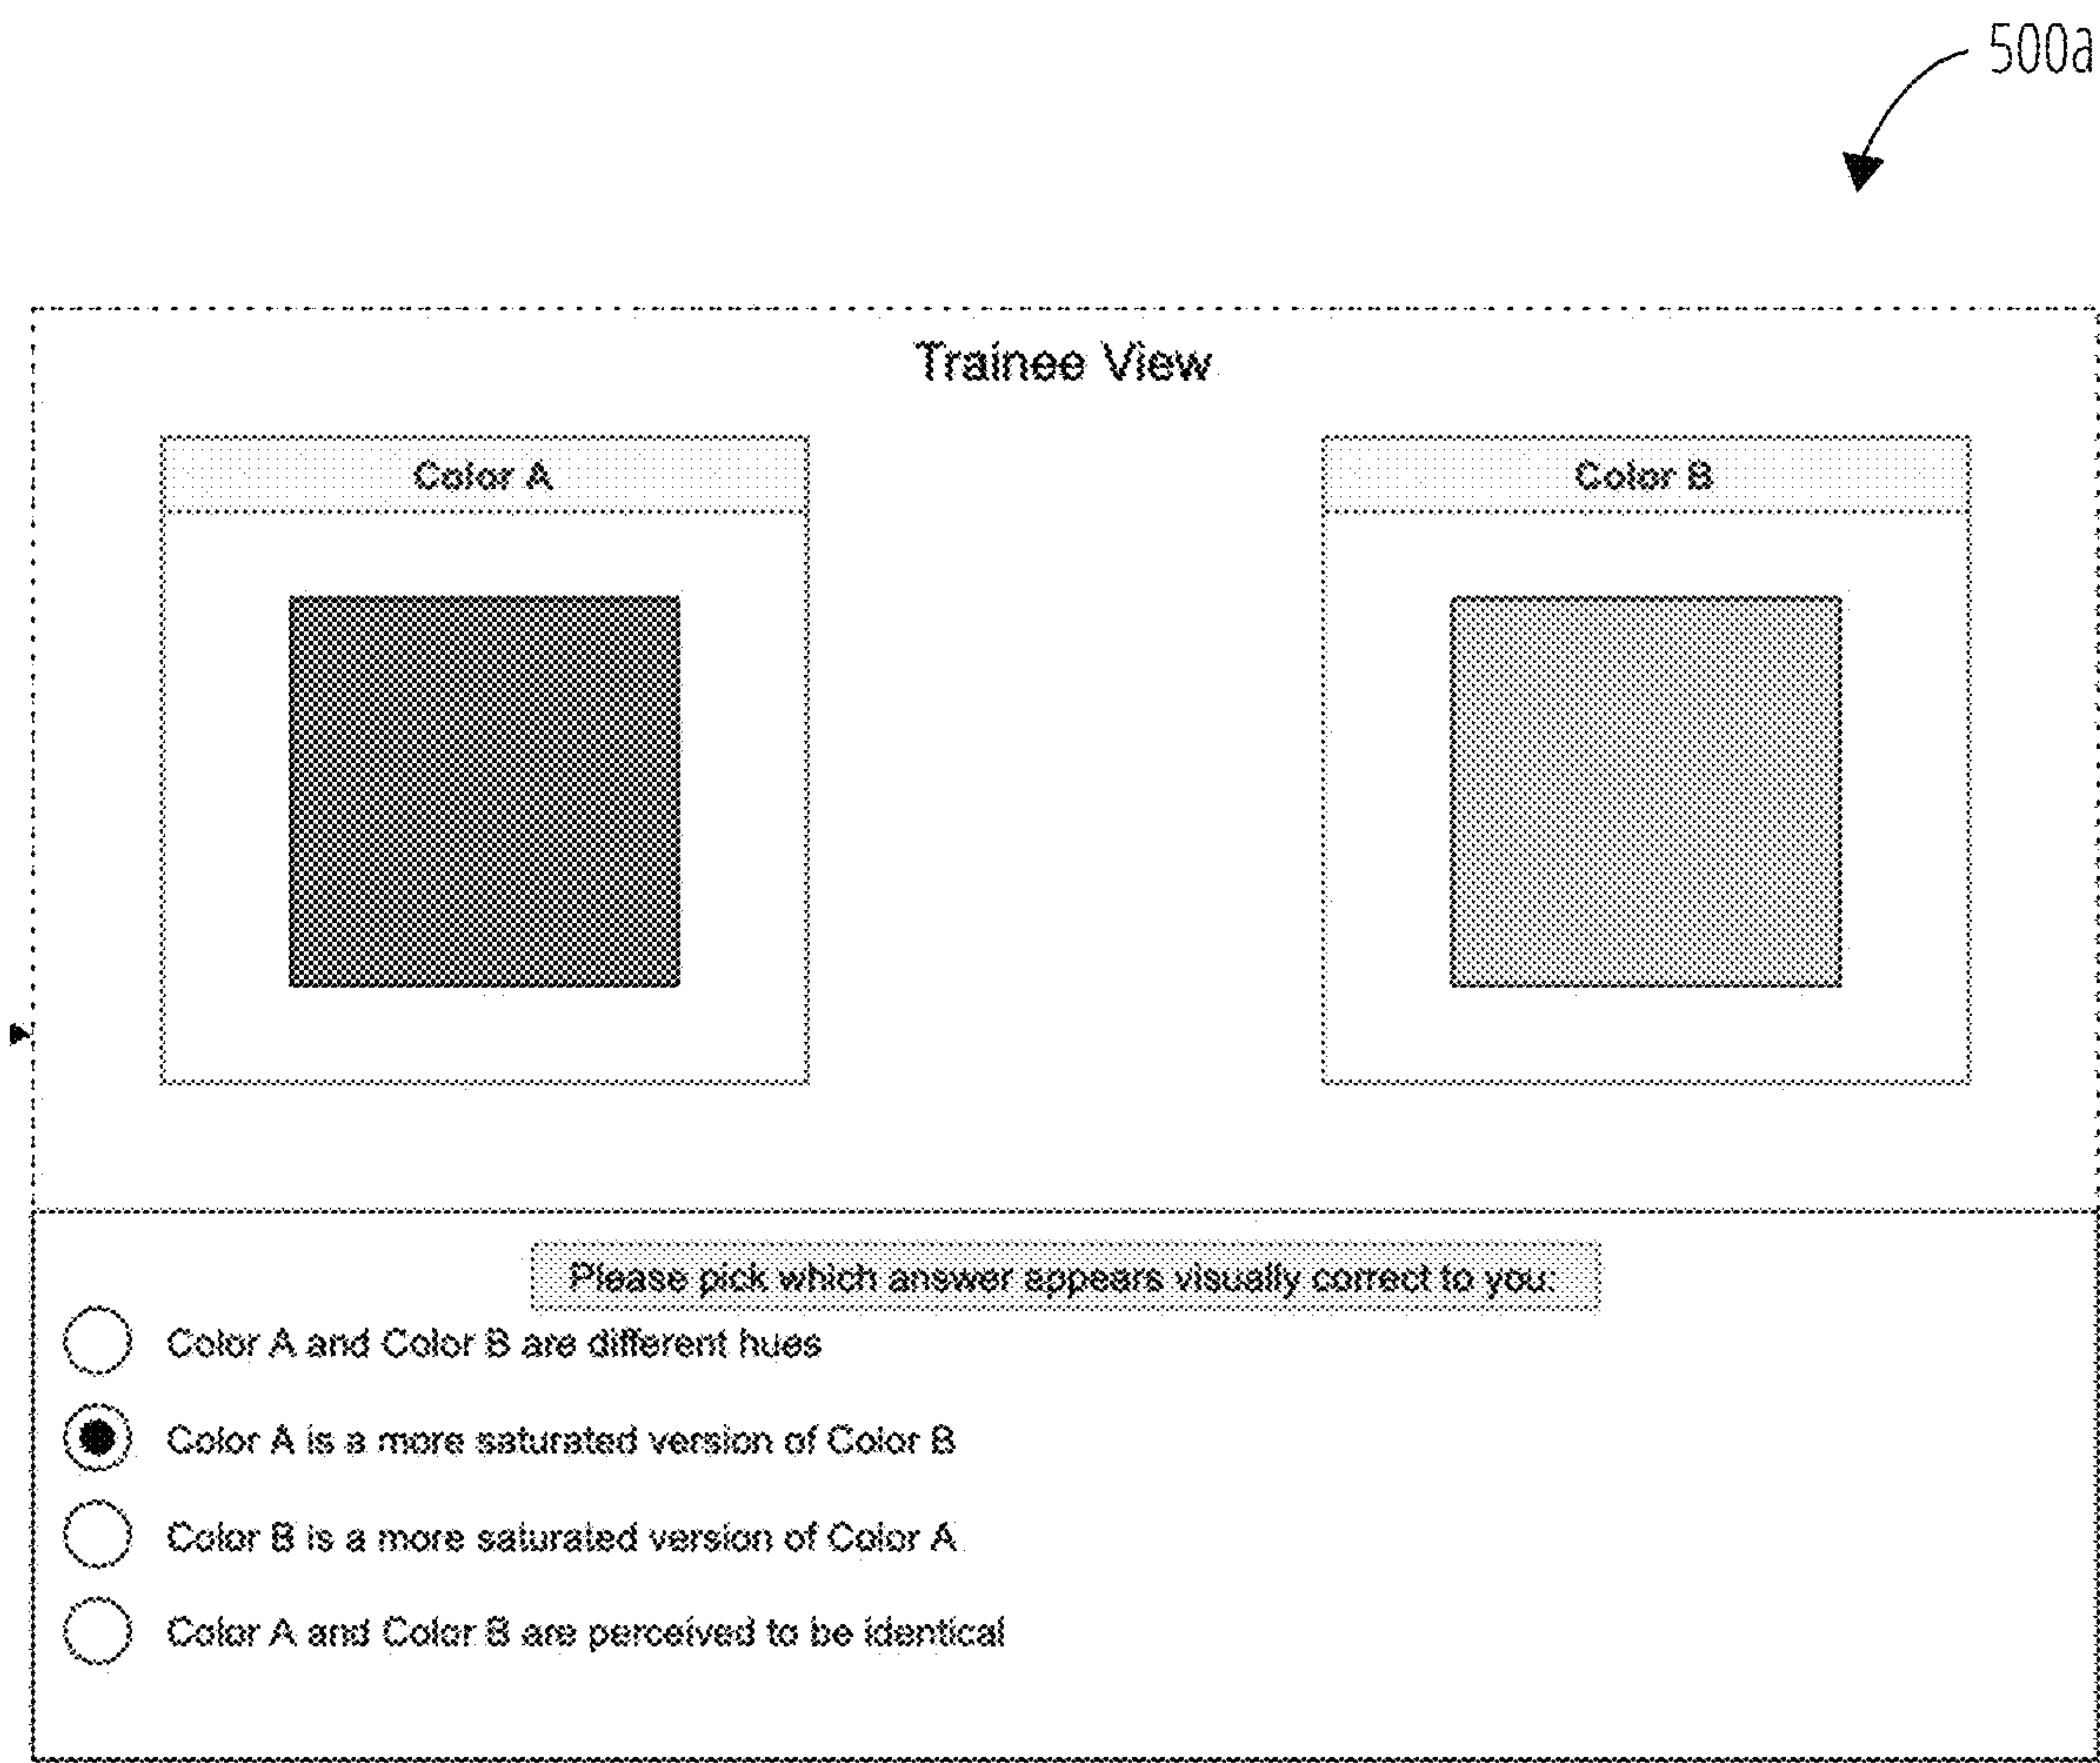 500a
Trainee View
Color A
Color B
Please pick which answer appears visually correct to you:
Color A and Color B are different hues
Color A is a more saturated version of Color B
Color B is a more saturated version of Color A
Color A and Color B are perceived to be identical